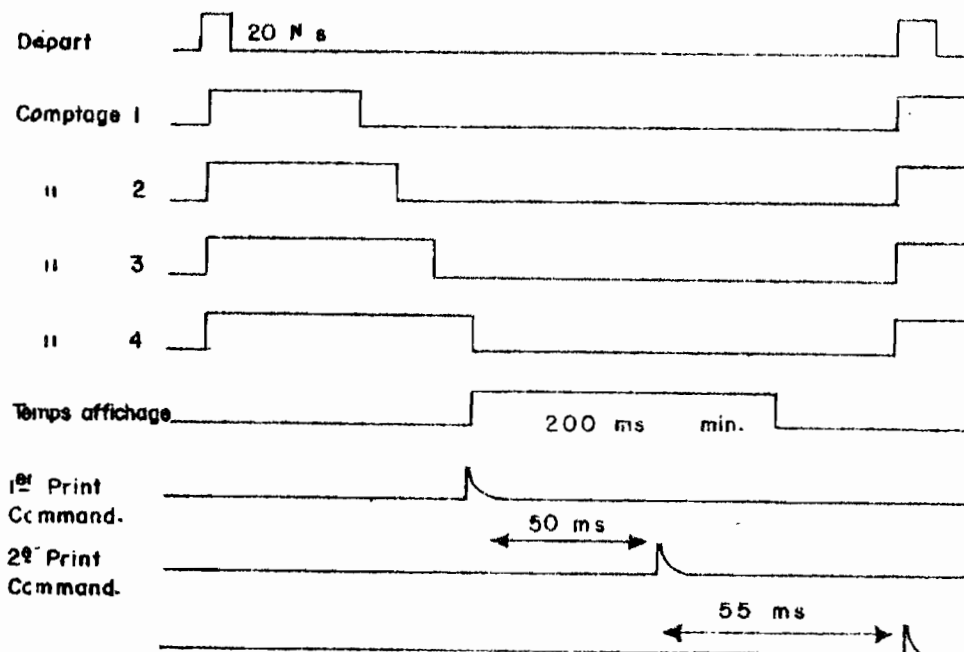 Départ 20 N s
Comptage 1
" 2
" 3
" 4
Temps affichage
200 ms min.
1er Print
Command.
50 ms
2e Print
Command.
55 ms